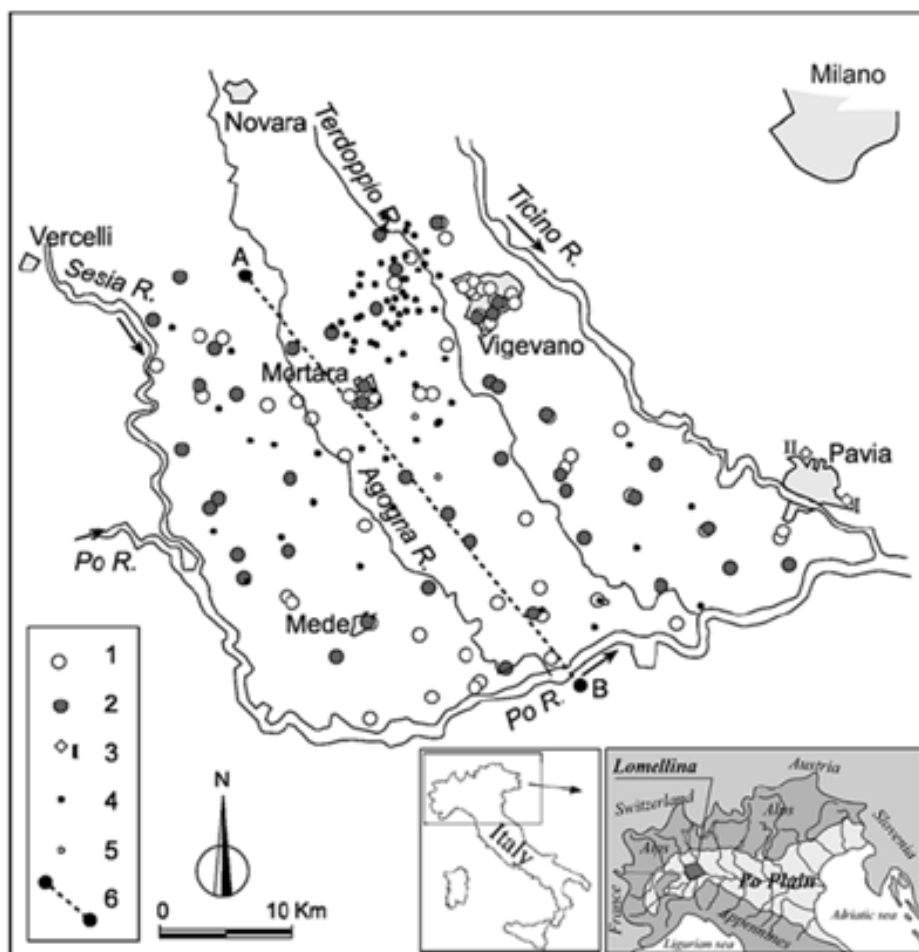 Milano
Novara
Terdoppio R.
Ticino R.
Vercelli
Sesia R.
A
Vigevano
Mortara
II
Pavia
I
Agogna R.
Po R.
Mede
B
Po R.
1
2
I 3
4
5
6
N
0 10 Km
Italy
Lomellina
Austria
Switzerland
Alps
Slovenia
Alps
Po Plain
France
Appennines
Adriatic sea
Ligurian sea